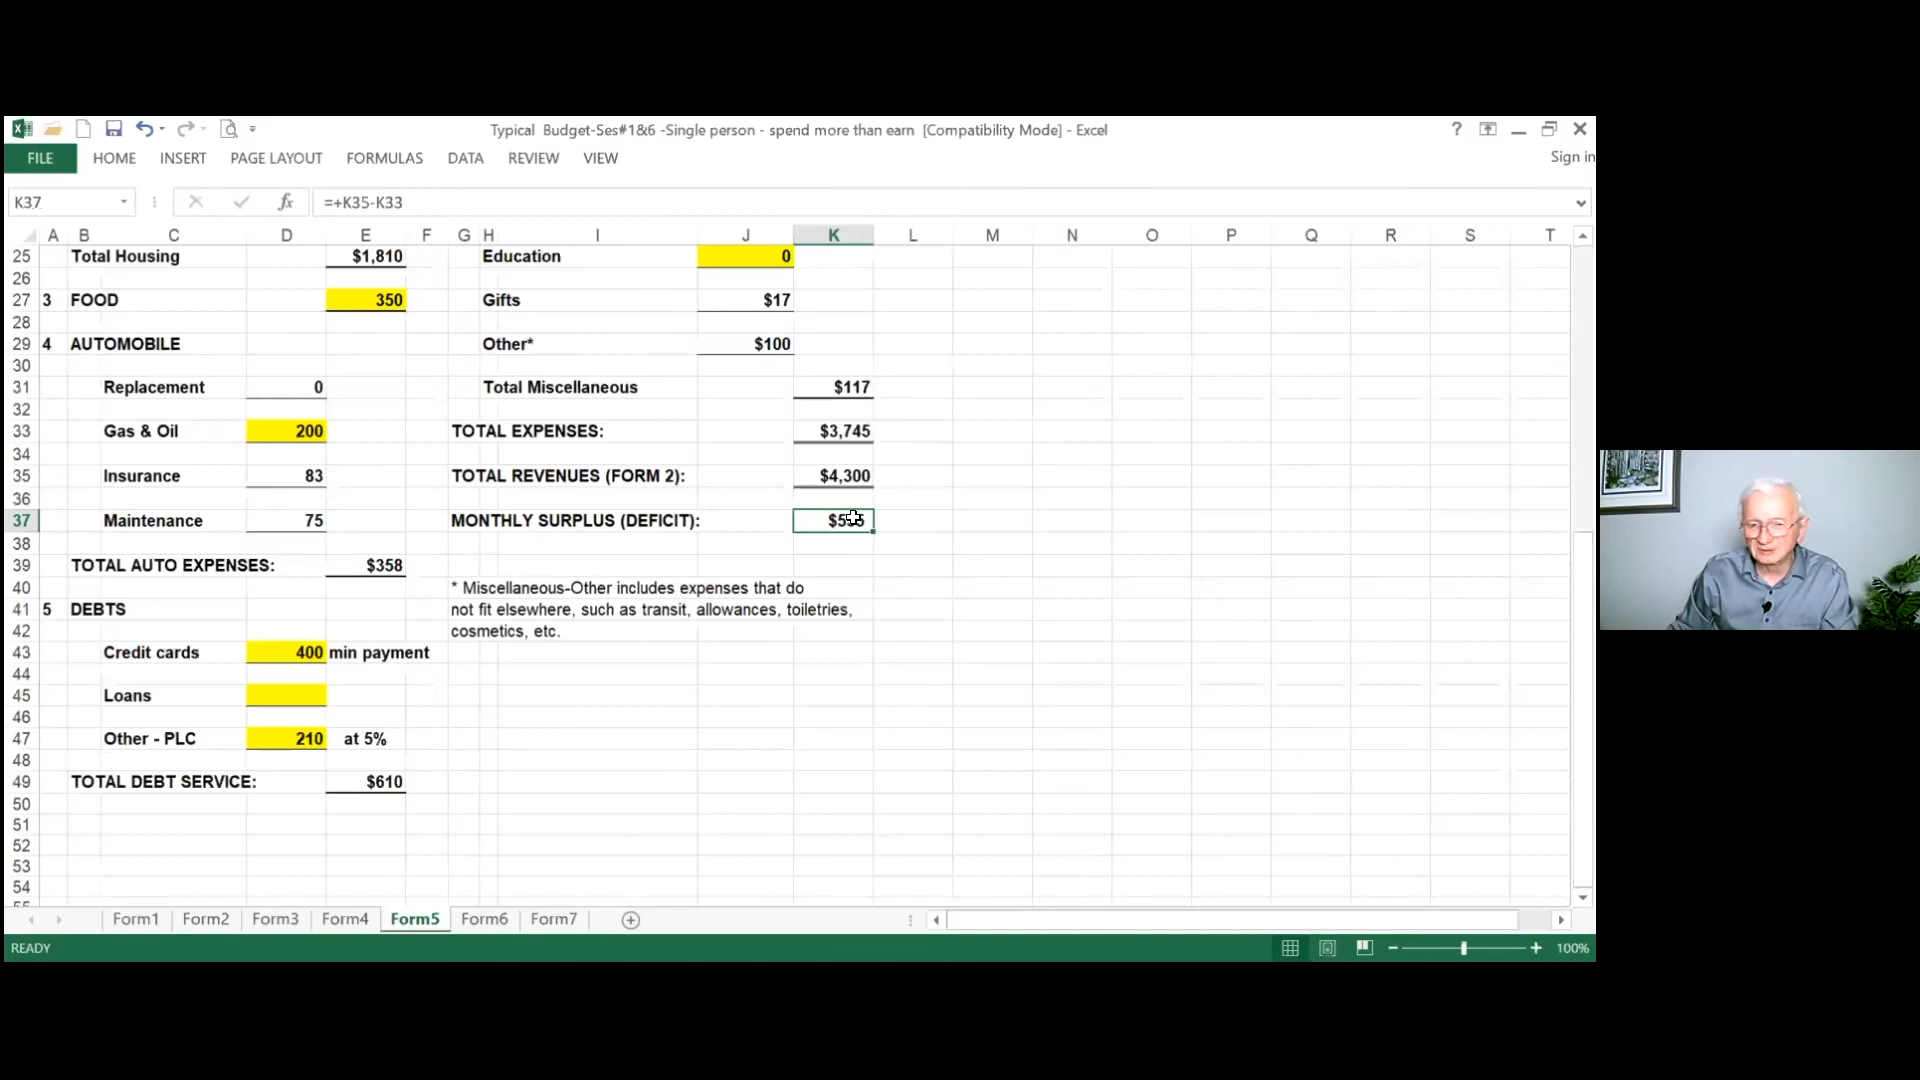 Typical Budget-Ses#1&6 -Single person - spend more than earn [Compatibility Mode] - Excel
?
FILE HOME INSERT PAGE LAYOUT FORMULAS DATA REVIEW VIEW Sign in
K37 fx =+K35-K33
A B C D E F G H I J K L M N O P Q R S T
25 Total Housing $1,810 Education 0
26
27 3 FOOD 350 Gifts $17
28
29 4 AUTOMOBILE Other* $100
30
31 Replacement 0 Total Miscellaneous $117
32
33 Gas & Oil 200 TOTAL EXPENSES: $3,745
34
35 Insurance 83 TOTAL REVENUES (FORM 2): $4,300
36
37 Maintenance 75 MONTHLY SURPLUS (DEFICIT):
38
39 TOTAL AUTO EXPENSES: $358
40 * Miscellaneous-Other includes expenses that do
41 5 DEBTS not fit elsewhere, such as transit, allowances, toiletries,
42 cosmetics, etc.
43 Credit cards 400 min payment
44
45 Loans
46
47 Other - PLC 210 at 5%
48
49 TOTAL DEBT SERVICE: $610
50
51
52
53
54
Form1 Form2 Form3 Form4 Form5 Form6 Form7
READY 100%